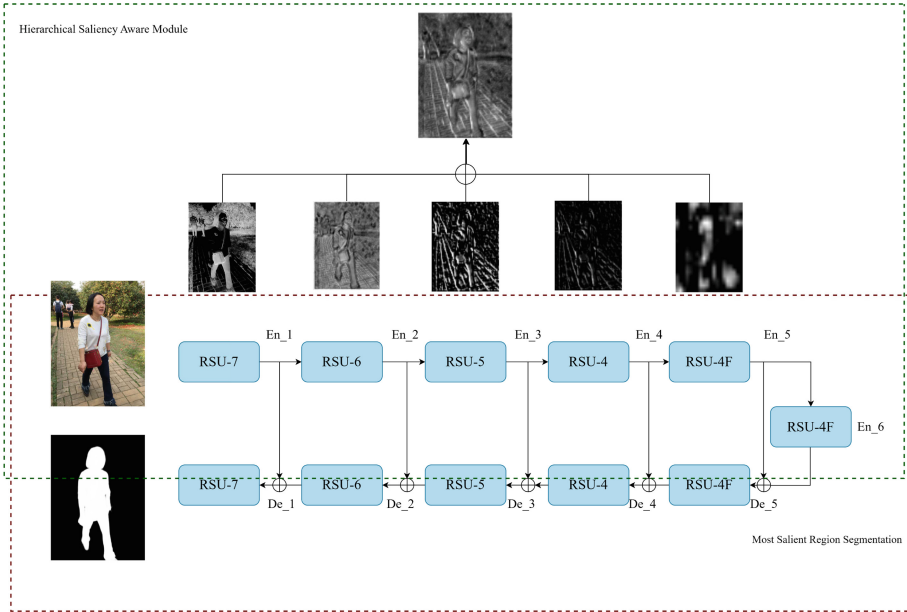 Hierarchical Saliency Aware Module
En_1 En_2 En_3 En_4 En_5
RSU-7 RSU-6 RSU-5 RSU-4 RSU-4F
RSU-4F En_6
RSU-7 RSU-6 RSU-5 RSU-4 RSU-4F
De_1 De_2 De_3 De_4 De_5
Most Salient Region Segmentation